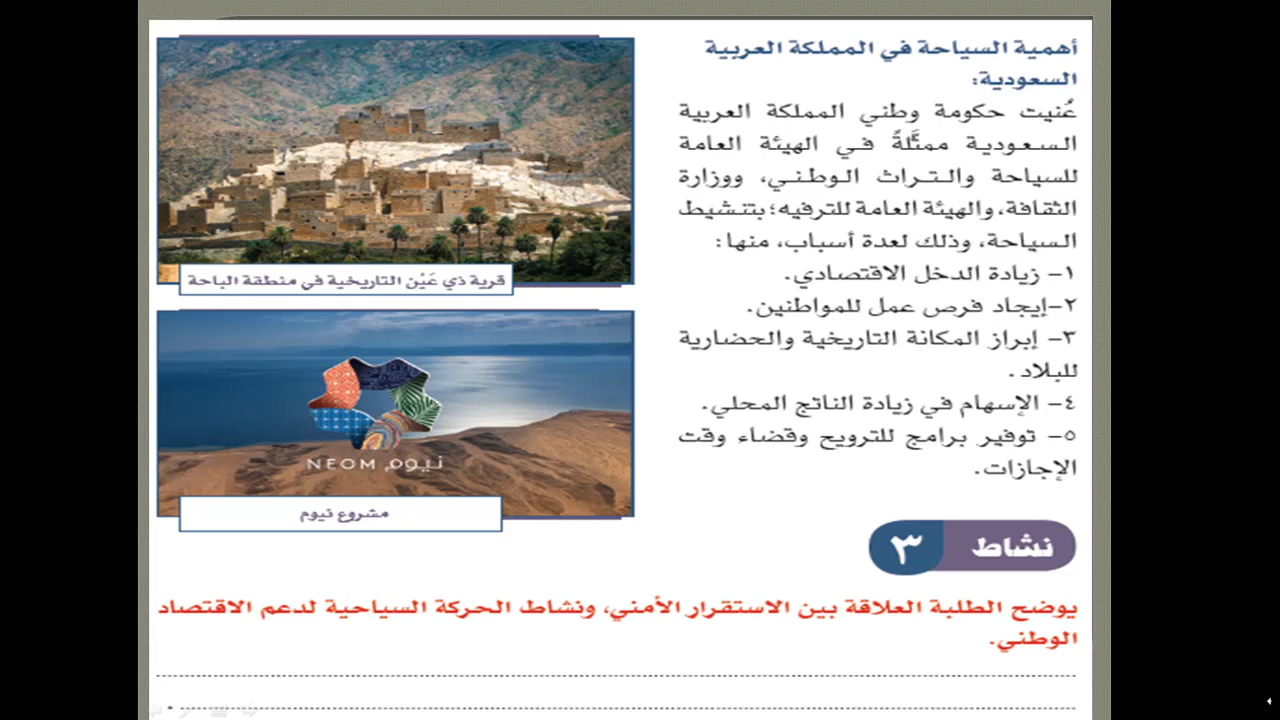 أهمية السياحة في المملكة العربية
السعودية:
عُنيت حكومة وطني المملكة العربية
السعودية ممثَّلةً في الهيئة العامة
للسياحة والتراث الوطني، ووزارة
الثقافة، والهيئة العامة للترفيه؛ بتنشيط
السياحة، وذلك لعدة أسباب، منها:
١- زيادة الدخل الاقتصادي.
٢-إيجاد فرص عمل للمواطنين.
٣- إبراز المكانة التاريخية والحضارية
للبلاد.
٤- الإسهام في زيادة الناتج المحلي.
٥- توفير برامج للترويح وقضاء وقت
الإجازات.
قرية ذي عَيْن التاريخية في منطقة الباحة
NEOM نيوم
مشروع نيوم
نشاط ٣
يوضح الطلبة العلاقة بين الاستقرار الأمني، ونشاط الحركة السياحية لدعم الاقتصاد
الوطني.